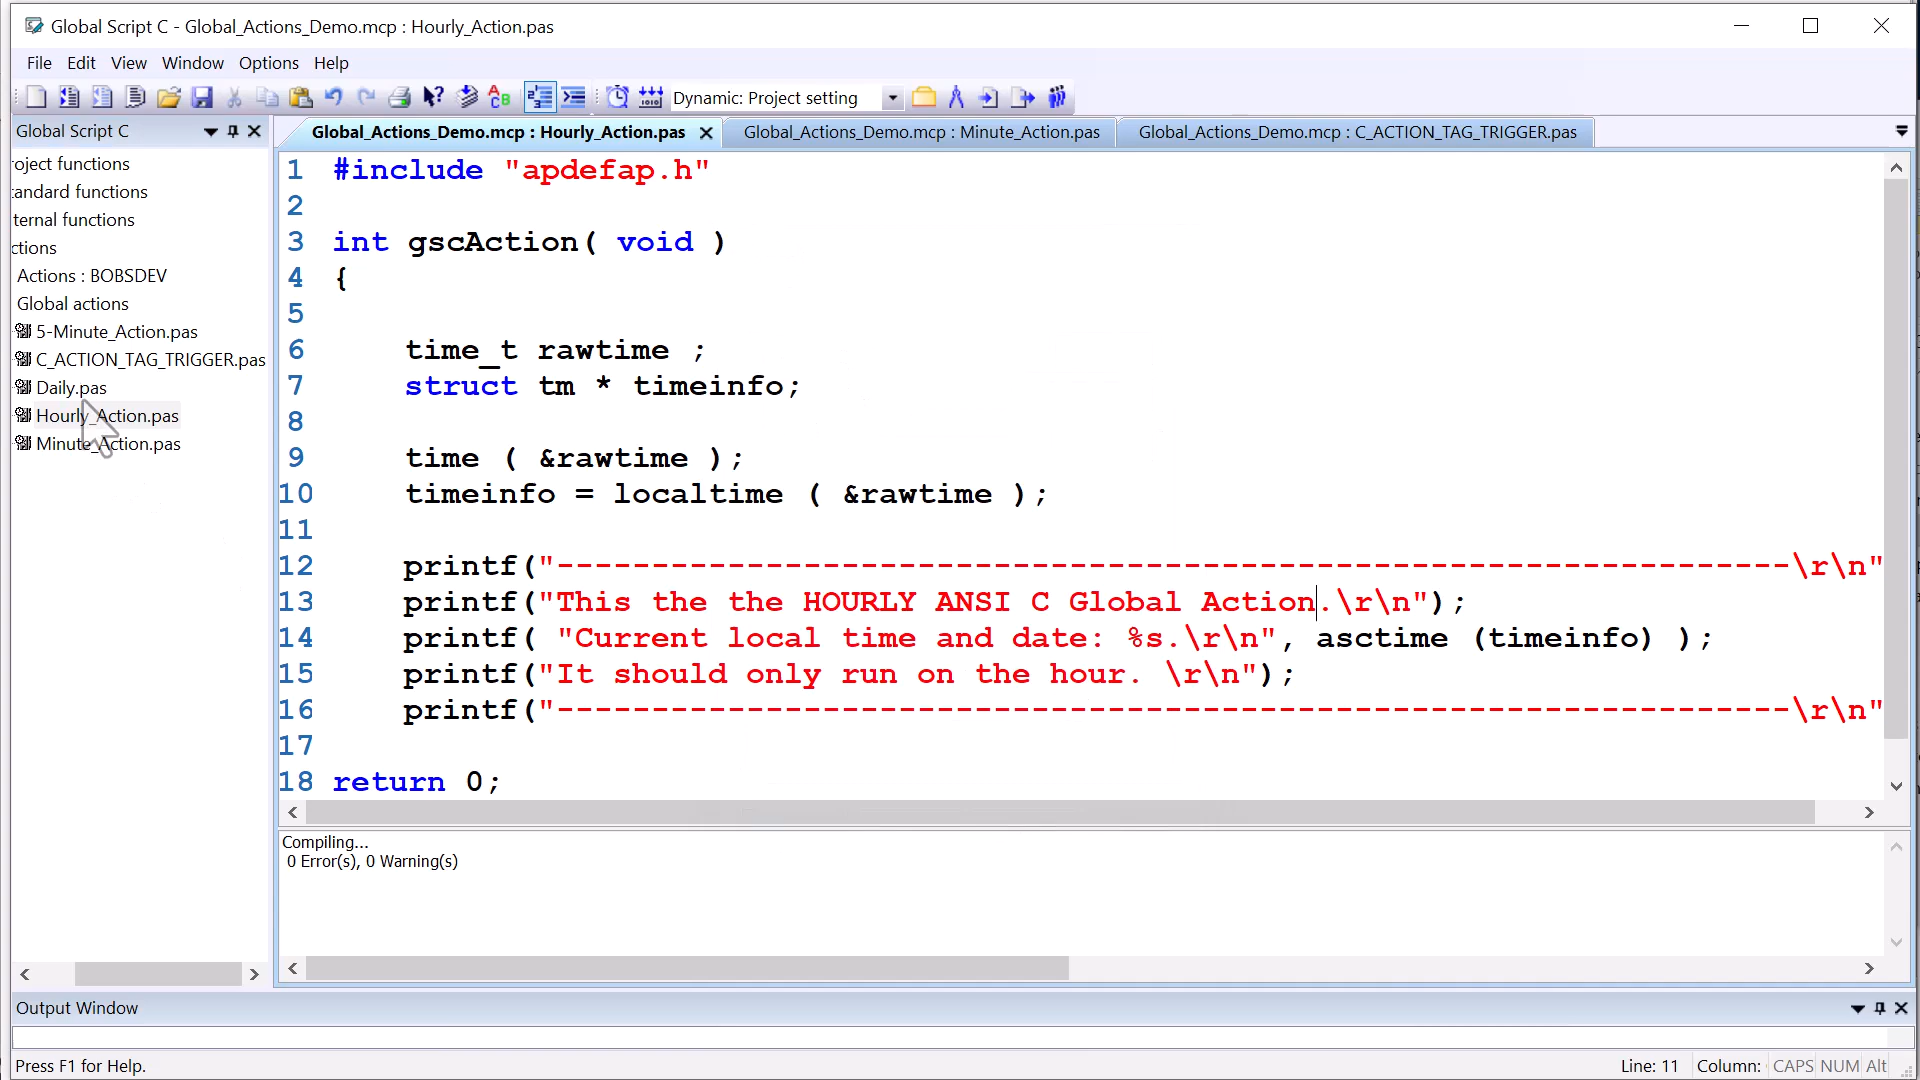 Global Script C - Global_Actions_Demo.mcp : Hourly_Action.pas
File Edit View Window Options Help
Dynamic: Project setting
Global Script C
Global_Actions_Demo.mcp : Hourly_Action.pas
Global_Actions_Demo.mcp : Minute_Action.pas
Global_Actions_Demo.mcp : C_ACTION_TAG_TRIGGER.pas
roject functions
tandard functions
ternal functions
ctions
Actions : BOBSDEV
Global actions
5-Minute_Action.pas
C_ACTION_TAG_TRIGGER.pas
Daily.pas
Hourly_Action.pas
Minute_Action.pas
1 #include "apdefap.h"
2
3 int gscAction( void )
4 {
5
6 time_t rawtime ;
7 struct tm * timeinfo;
8
9 time ( &rawtime );
10 timeinfo = localtime ( &rawtime );
11
12 printf("-----------------------------------------------------------------\r\n"
13 printf("This the the HOURLY ANSI C Global Action.\r\n");
14 printf( "Current local time and date: %s.\r\n", asctime (timeinfo) );
15 printf("It should only run on the hour. \r\n");
16 printf("-----------------------------------------------------------------\r\n"
17
18 return 0;
Compiling...
0 Error(s), 0 Warning(s)
Output Window
Press F1 for Help.
Line: 11 Column: CAPS NUM Alt